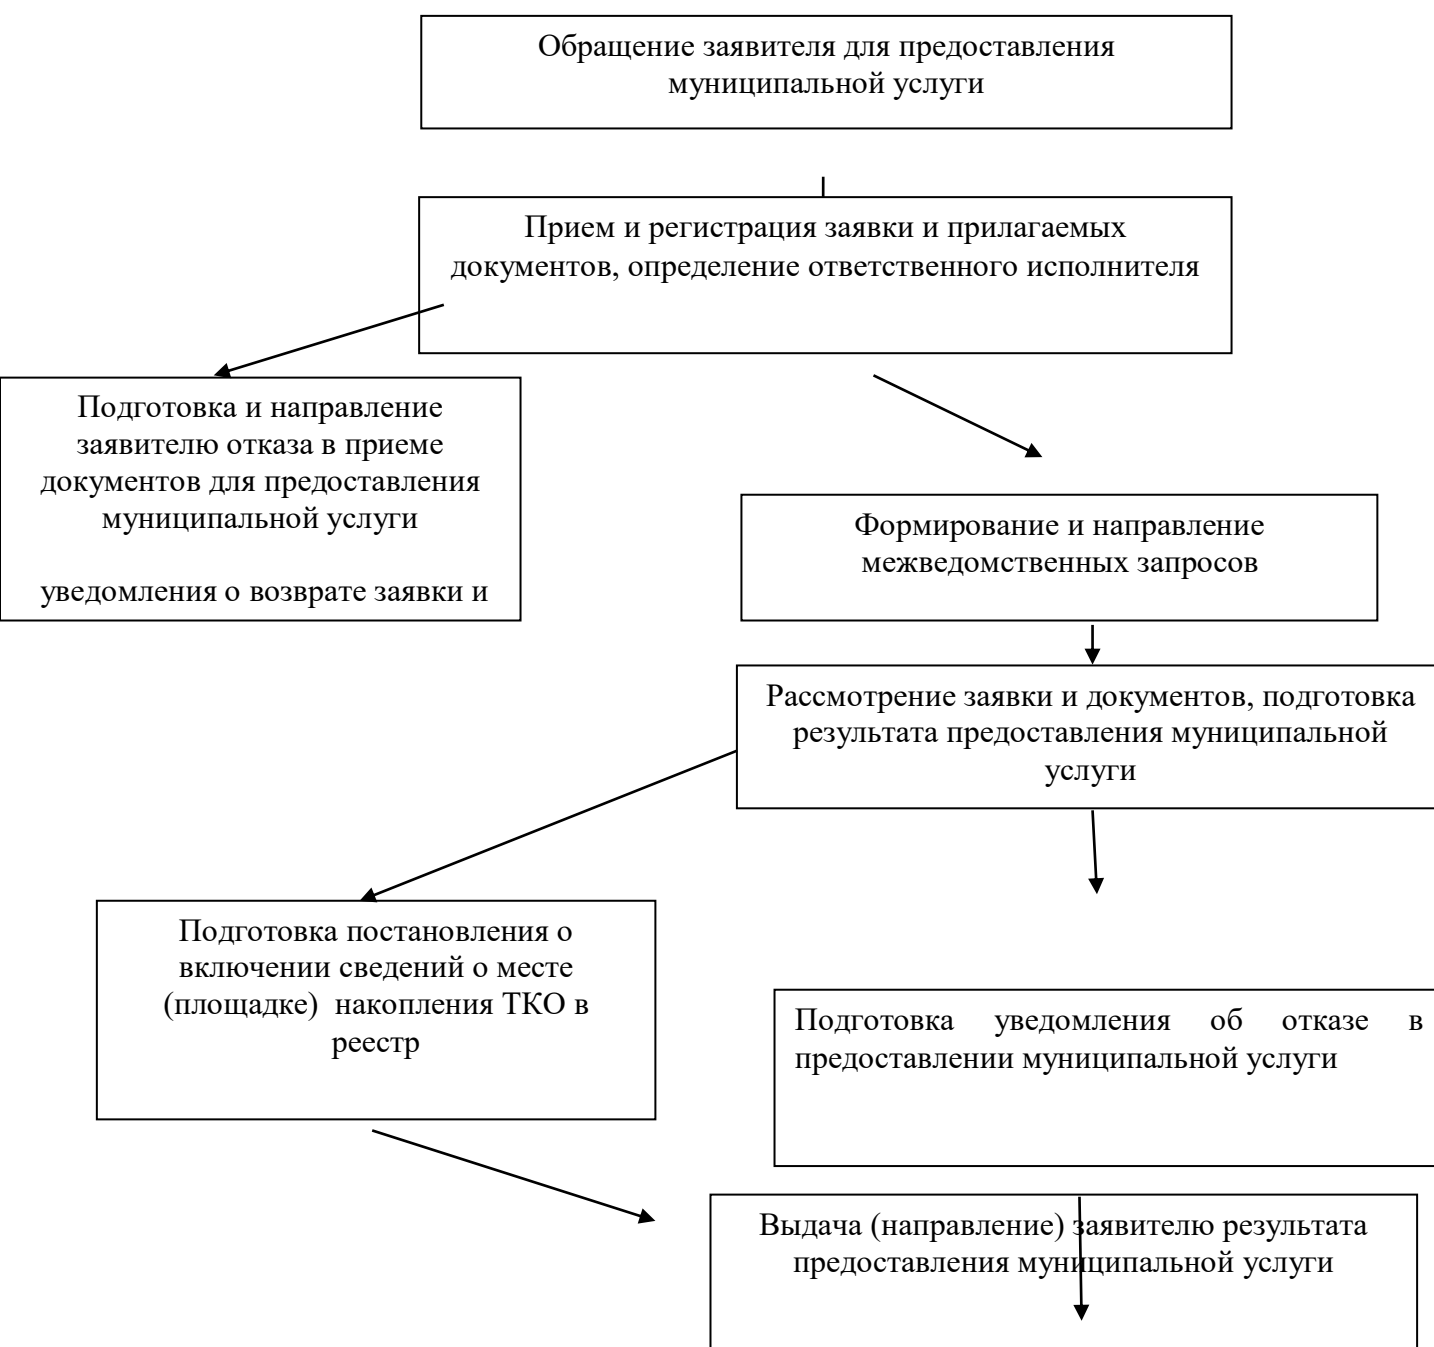 Обращение заявителя для предоставления
муниципальной услуги
Прием и регистрация заявки и прилагаемых
документов, определение ответственного исполнителя
Подготовка и направление
заявителю отказа в приеме
документов для предоставления
муниципальной услуги
уведомления о возврате заявки и
Формирование и направление
межведомственных запросов
Рассмотрение заявки и документов, подготовка
результата предоставления муниципальной
услуги
Подготовка постановления о
включении сведений о месте
(площадке) накопления ТКО в
реестр
Подготовка уведомления об отказе в
предоставлении муниципальной услуги
Выдача (направление) заявителю результата
предоставления муниципальной услуги